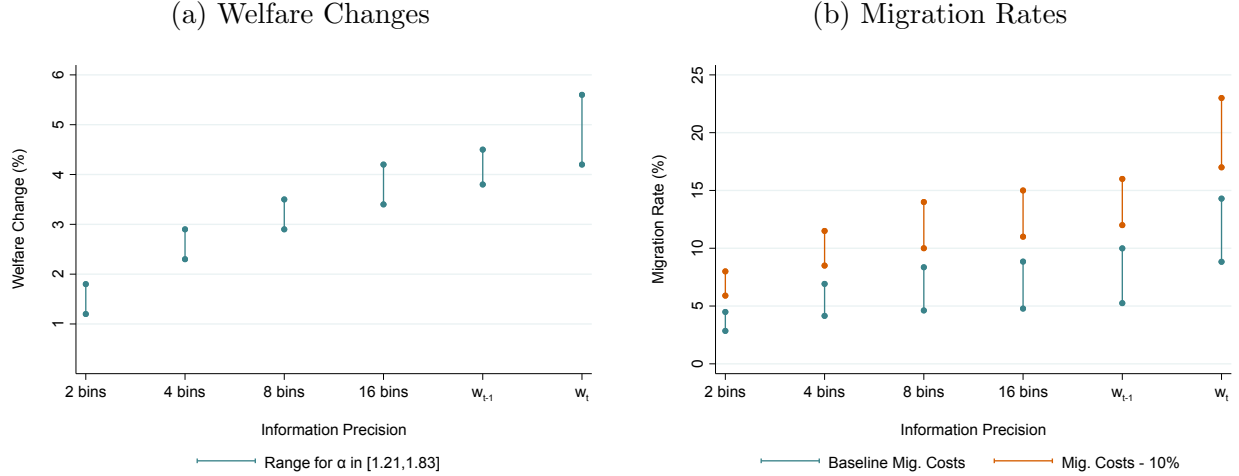 (a) Welfare Changes
Welfare Change (%)
6
5
4
3
2
1
2 bins 4 bins 8 bins 16 bins wt-1 wt
Information Precision
Range for α in [1.21,1.83]
(b) Migration Rates
Migration Rate (%)
25
20
15
10
5
0
2 bins 4 bins 8 bins 16 bins wt-1 wt
Information Precision
Baseline Mig. Costs Mig. Costs - 10%